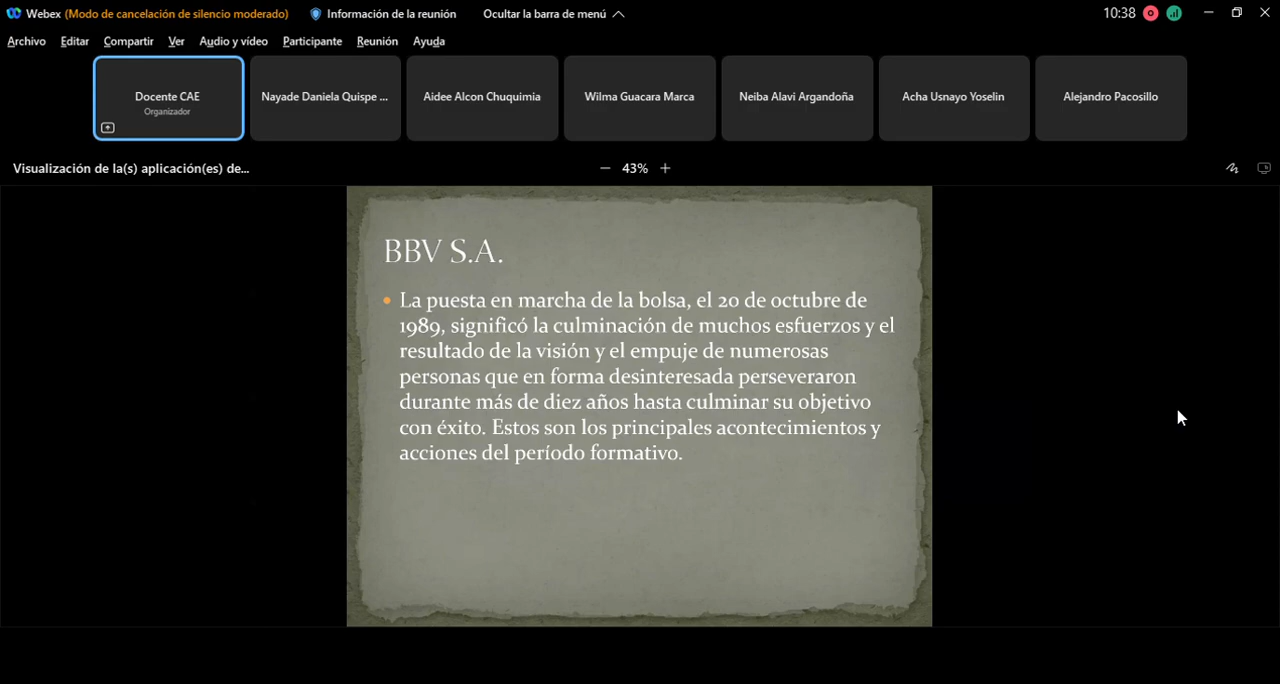 Webex (Modo de cancelación de silencio moderado) Información de la reunión Ocultar la barra de menú 10:38
Archivo Editar Compartir Ver Audio y vídeo Participante Reunión Ayuda
Docente CAE
Organizador
Nayade Daniela Quispe ...
Aidee Alcon Chuquimia
Wilma Guacara Marca
Neiba Alavi Argandoña
Acha Usnayo Yoselin
Alejandro Pacosillo
Visualización de la(s) aplicación(es) de... — 43% +
BBV S.A.
• La puesta en marcha de la bolsa, el 20 de octubre de
1989, significó la culminación de muchos esfuerzos y el
resultado de la visión y el empuje de numerosas
personas que en forma desinteresada perseveraron
durante más de diez años hasta culminar su objetivo
con éxito. Estos son los principales acontecimientos y
acciones del período formativo.